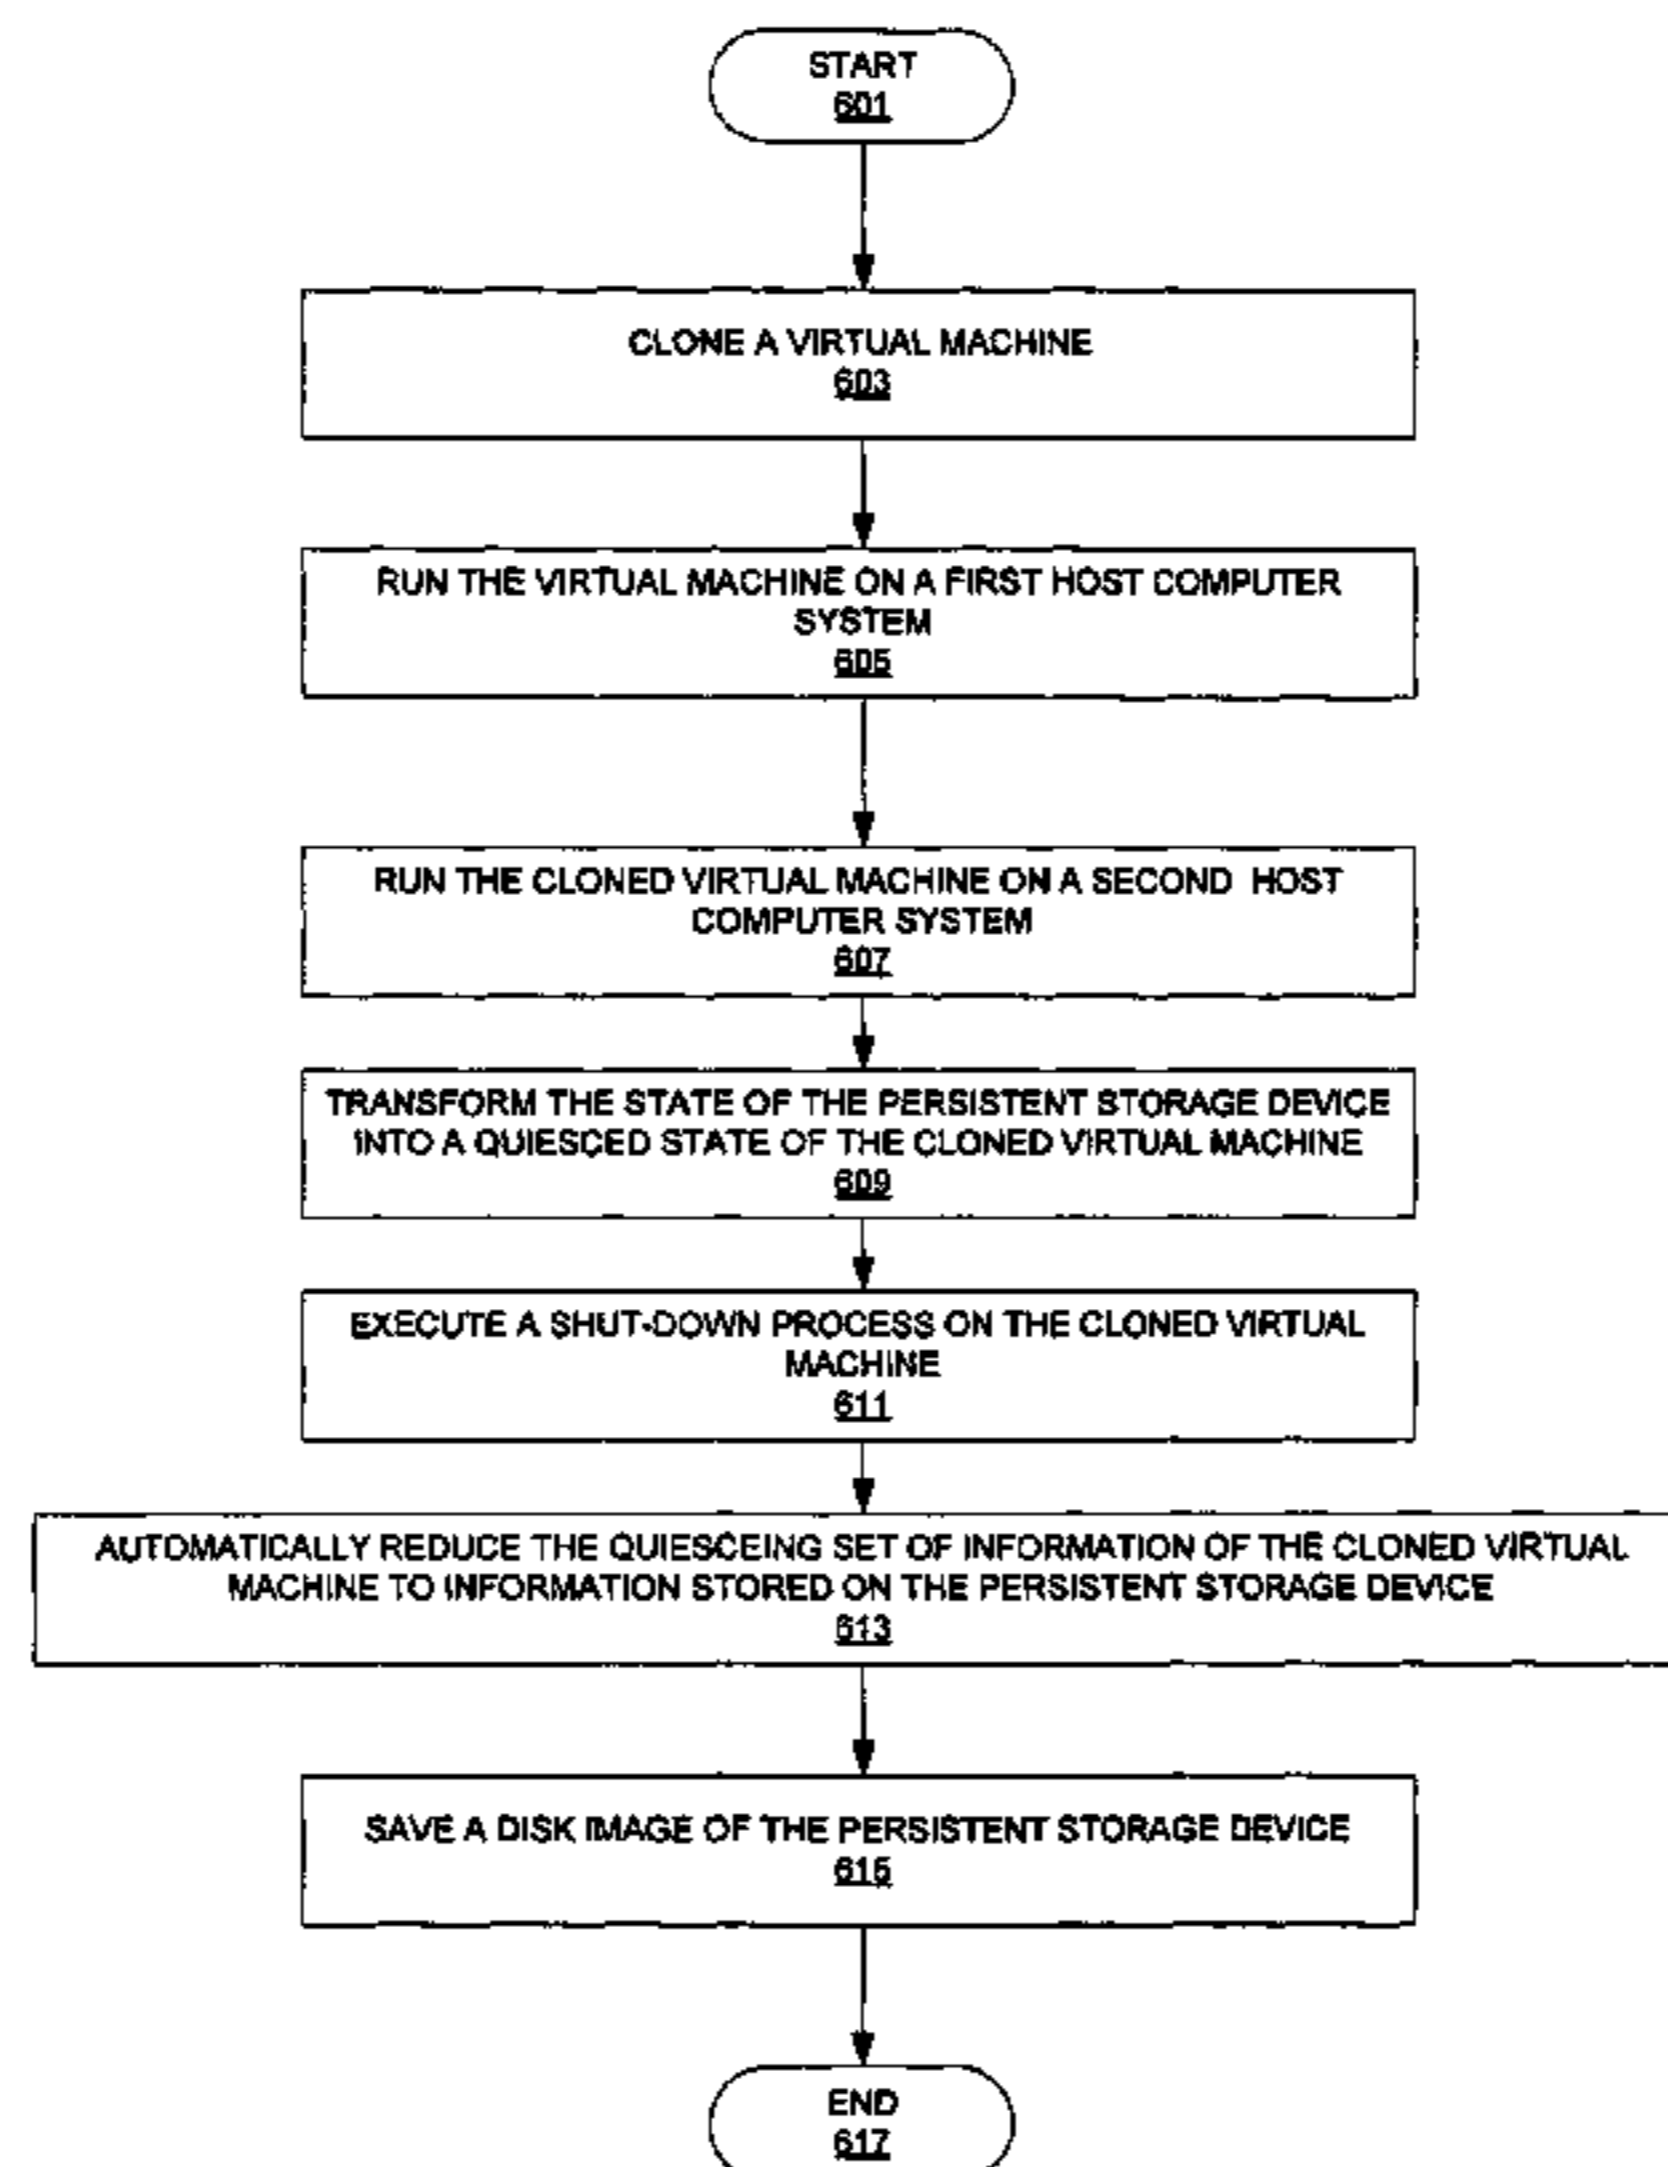 START
601
CLONE A VIRTUAL MACHINE
603
RUN THE VIRTUAL MACHINE ON A FIRST HOST COMPUTER
SYSTEM
605
RUN THE CLONED VIRTUAL MACHINE ON A SECOND HOST
COMPUTER SYSTEM
607
TRANSFORM THE STATE OF THE PERSISTENT STORAGE DEVICE
INTO A QUIESCED STATE OF THE CLONED VIRTUAL MACHINE
609
EXECUTE A SHUT-DOWN PROCESS ON THE CLONED VIRTUAL
MACHINE
611
AUTOMATICALLY REDUCE THE QUIESCEING SET OF INFORMATION OF THE CLONED VIRTUAL
MACHINE TO INFORMATION STORED ON THE PERSISTENT STORAGE DEVICE
613
SAVE A DISK IMAGE OF THE PERSISTENT STORAGE DEVICE
615
END
617